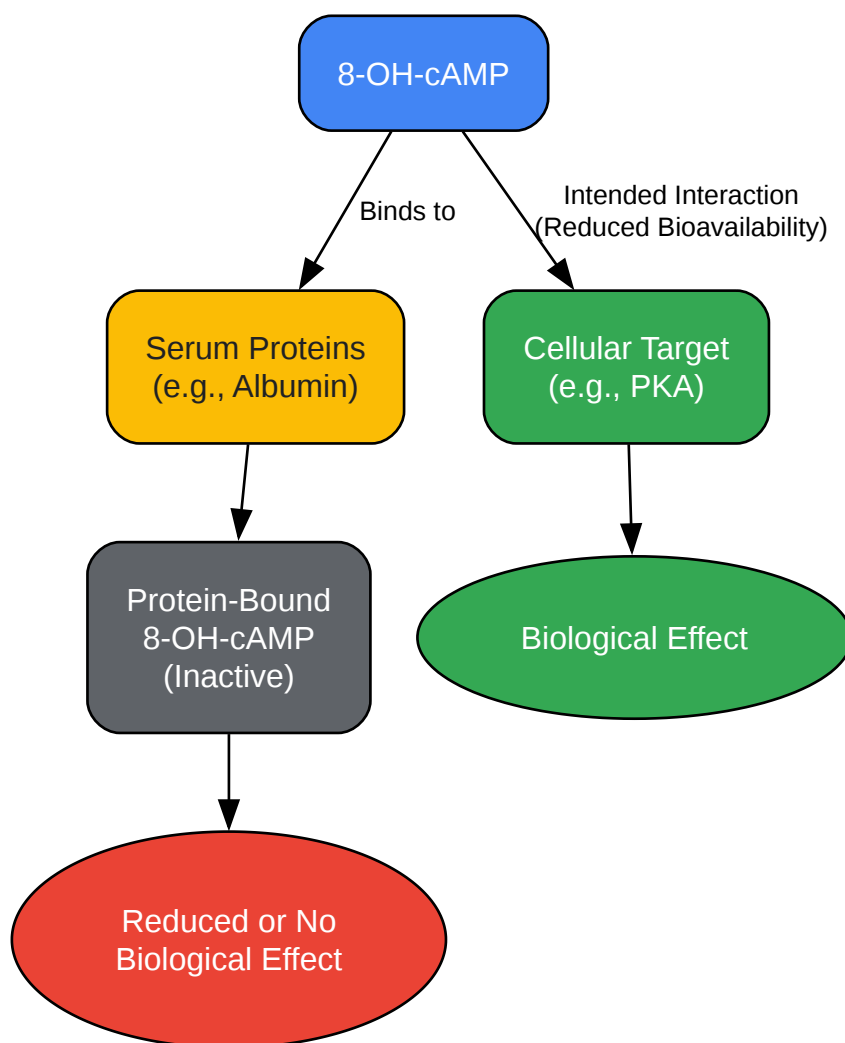 8-OH-cAMP
Binds to
Intended Interaction
(Reduced Bioavailability)
Serum Proteins
(e.g., Albumin)
Cellular Target
(e.g., PKA)
Protein-Bound
8-OH-cAMP
(Inactive)
Biological Effect
Reduced or No
Biological Effect